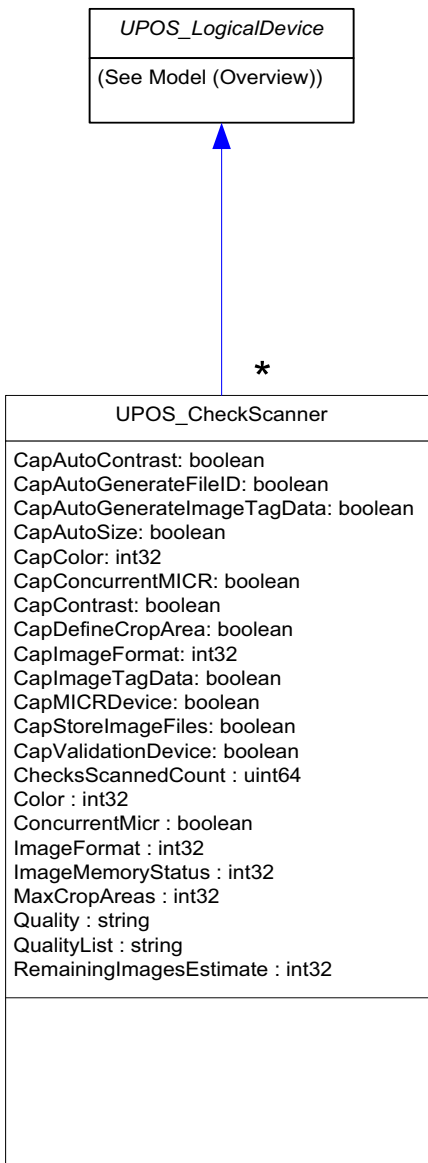 UPOS_LogicalDevice
(See Model (Overview))
*
UPOS_CheckScanner
CapAutoContrast: boolean
CapAutoGenerateFileID: boolean
CapAutoGenerateImageTagData: boolean
CapAutoSize: boolean
CapColor: int32
CapConcurrentMICR: boolean
CapContrast: boolean
CapDefineCropArea: boolean
CapImageFormat: int32
CapImageTagData: boolean
CapMICRDevice: boolean
CapStoreImageFiles: boolean
CapValidationDevice: boolean
ChecksScannedCount : uint64
Color : int32
ConcurrentMicr : boolean
ImageFormat : int32
ImageMemoryStatus : int32
MaxCropAreas : int32
Quality : string
QualityList : string
RemainingImagesEstimate : int32